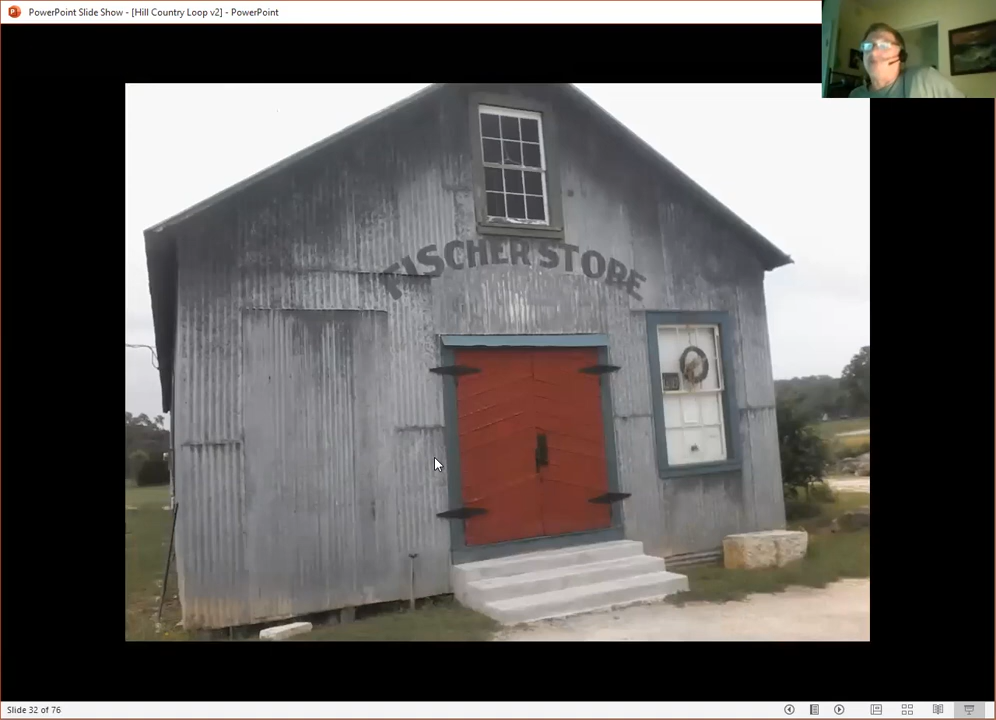 PowerPoint Slide Show - [Hill Country Loop v2] - PowerPoint
FISCHER STORE
Slide 32 of 76